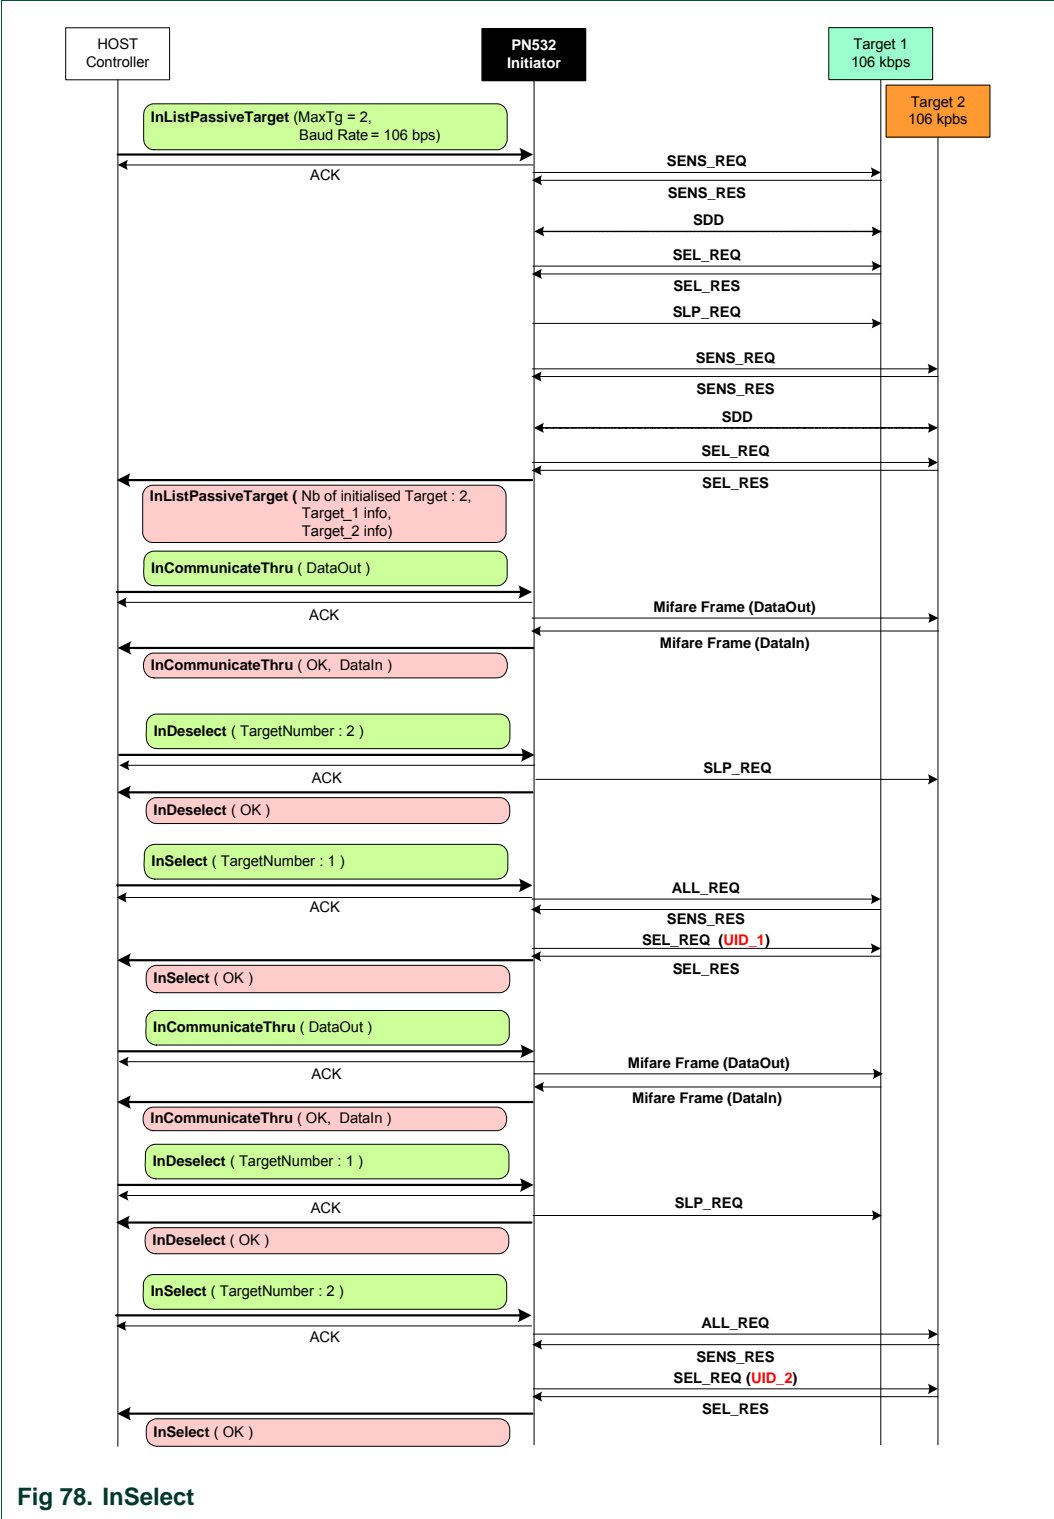 HOST
Controller
PN532
Initiator
Target 1
106 kbps
Target 2
106 kpbs
InListPassiveTarget (MaxTg = 2,
Baud Rate = 106 bps)
ACK
SENS_REQ
SENS_RES
SDD
SEL_REQ
SEL_RES
SLP_REQ
SENS_REQ
SENS_RES
SDD
SEL_REQ
SEL_RES
InListPassiveTarget ( Nb of initialised Target : 2,
Target_1 info,
Target_2 info)
InCommunicateThru ( DataOut )
ACK
Mifare Frame (DataOut)
Mifare Frame (DataIn)
InCommunicateThru ( OK, DataIn )
InDeselect ( TargetNumber : 2 )
ACK
SLP_REQ
InDeselect ( OK )
InSelect ( TargetNumber : 1 )
ACK
ALL_REQ
SENS_RES
SEL_REQ (UID_1)
SEL_RES
InSelect ( OK )
InCommunicateThru ( DataOut )
ACK
Mifare Frame (DataOut)
Mifare Frame (DataIn)
InCommunicateThru ( OK, DataIn )
InDeselect ( TargetNumber : 1 )
ACK
SLP_REQ
InDeselect ( OK )
InSelect ( TargetNumber : 2 )
ACK
ALL_REQ
SENS_RES
SEL_REQ (UID_2)
SEL_RES
InSelect ( OK )
Fig 78. InSelect